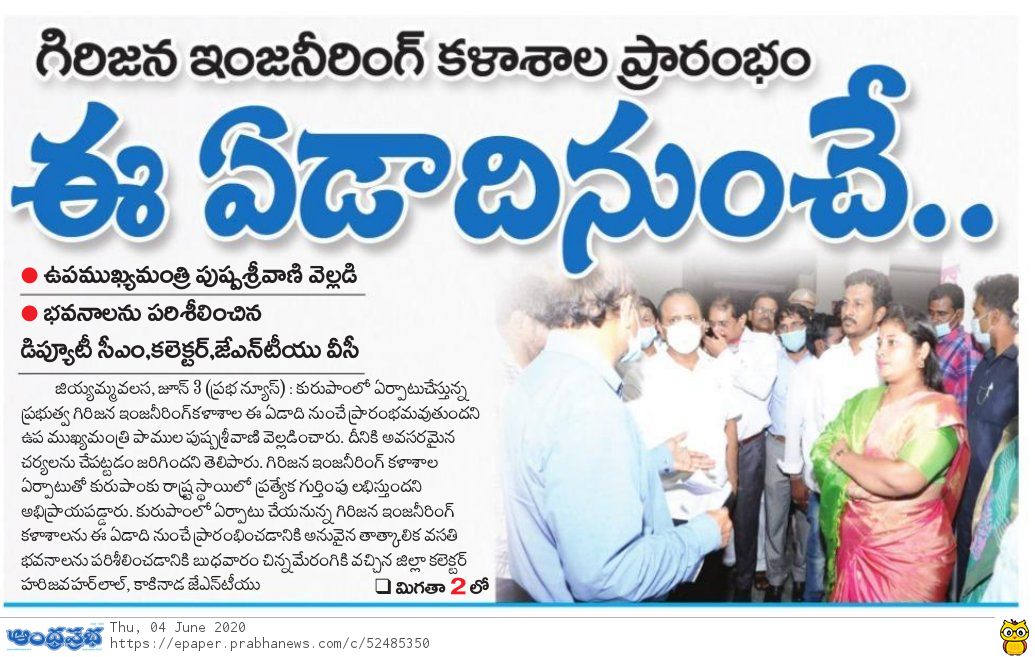 గిరిజన ఇంజనీరింగ్ కళాశాల ప్రారంభం
ఈ ఏడాదినుంచే..
ఉపముఖ్యమంత్రి పుష్పశ్రీవాణి వెల్లడి
భవనాలను పరిశీలించిన
డిప్యూటీ సీఎం,కలెక్టర్,జేఎన్‌టీయు వీసీ
జియ్యమ్మవలస, జూన్ 3 (ప్రభ న్యూస్) : కురుపాంలో ఏర్పాటుచేస్తున్న
ప్రభుత్వ గిరిజన ఇంజనీరింగ్‌కళాశాల ఈ ఏడాది నుంచే ప్రారంభమవుతుందని
ఉప ముఖ్యమంత్రి పాముల పుష్పశ్రీవాణి వెల్లడించారు. దీనికి అవసరమైన
చర్యలను చేపట్టడం జరిగిందని తెలిపారు. గిరిజన ఇంజనీరింగ్ కళాశాల
ఏర్పాటుతో కురుపాంకు రాష్ట్ర స్థాయిలో ప్రత్యేక గుర్తింపు లభిస్తుందని
అభిప్రాయపడ్డారు. కురుపాంలో ఏర్పాటు చేయనున్న గిరిజన ఇంజనీరింగ్
కళాశాలను ఈ ఏడాది నుంచే ప్రారంభించడానికి అనువైన తాత్కాలిక వసతి
భవనాలను పరిశీలించడానికి బుధవారం చిన్నమేరంగికి వచ్చిన జిల్లా కలెక్టర్
హరిజవహర్‌లాల్, కాకినాడ జేఎన్‌టీయు
❏ మిగతా 2 లో
ఆంధ్రప్రభ
Thu, 04 June 2020
https://epaper.prabhanews.com/c/52485350